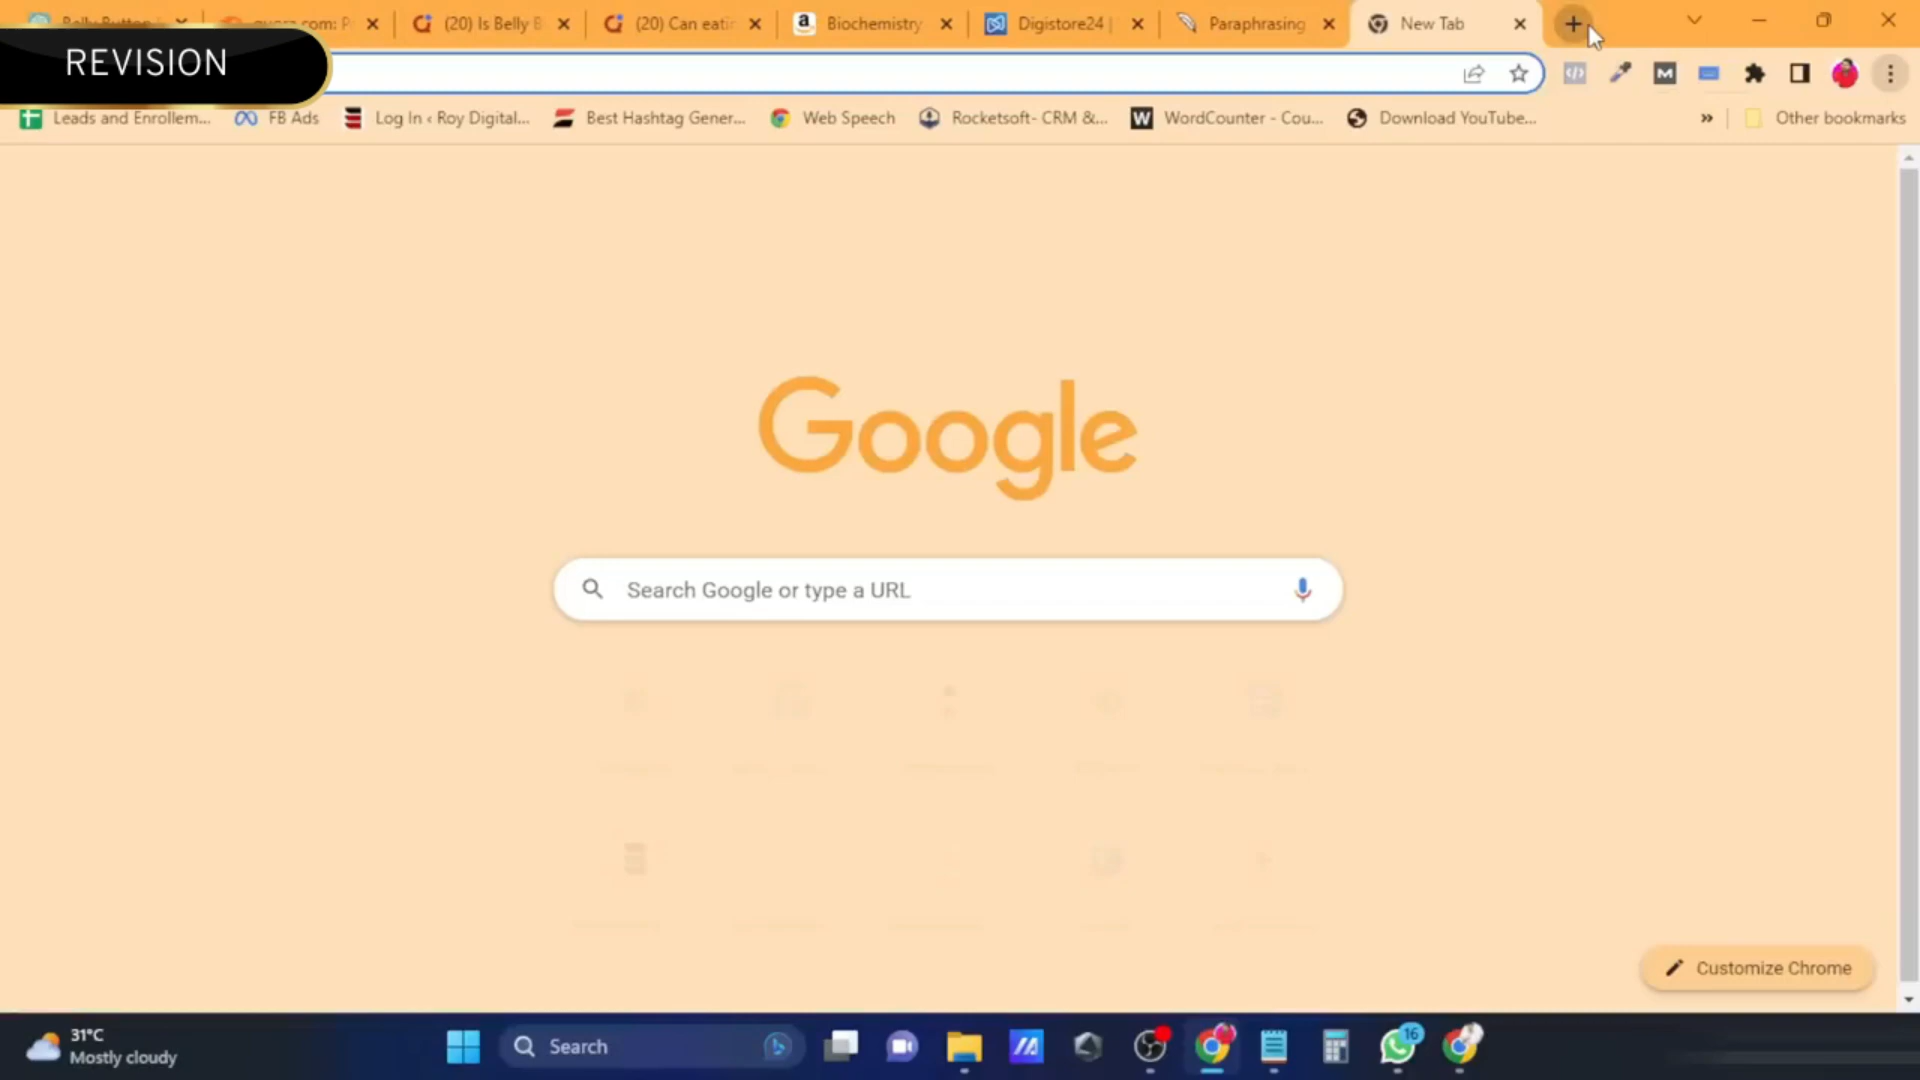 (20) Is Belly B
(20) Can eatin
Biochemistry
Digistore24 |
Paraphrasing
New Tab
REVISION
Leads and Enrollem...
FB Ads
Log In ‹ Roy Digital...
Best Hashtag Gener...
Web Speech
Rocketsoft- CRM &...
W
WordCounter - Cou...
Download YouTube...
»
Other bookmarks
Google
Search Google or type a URL
Customize Chrome
31°C
Mostly cloudy
Search
16